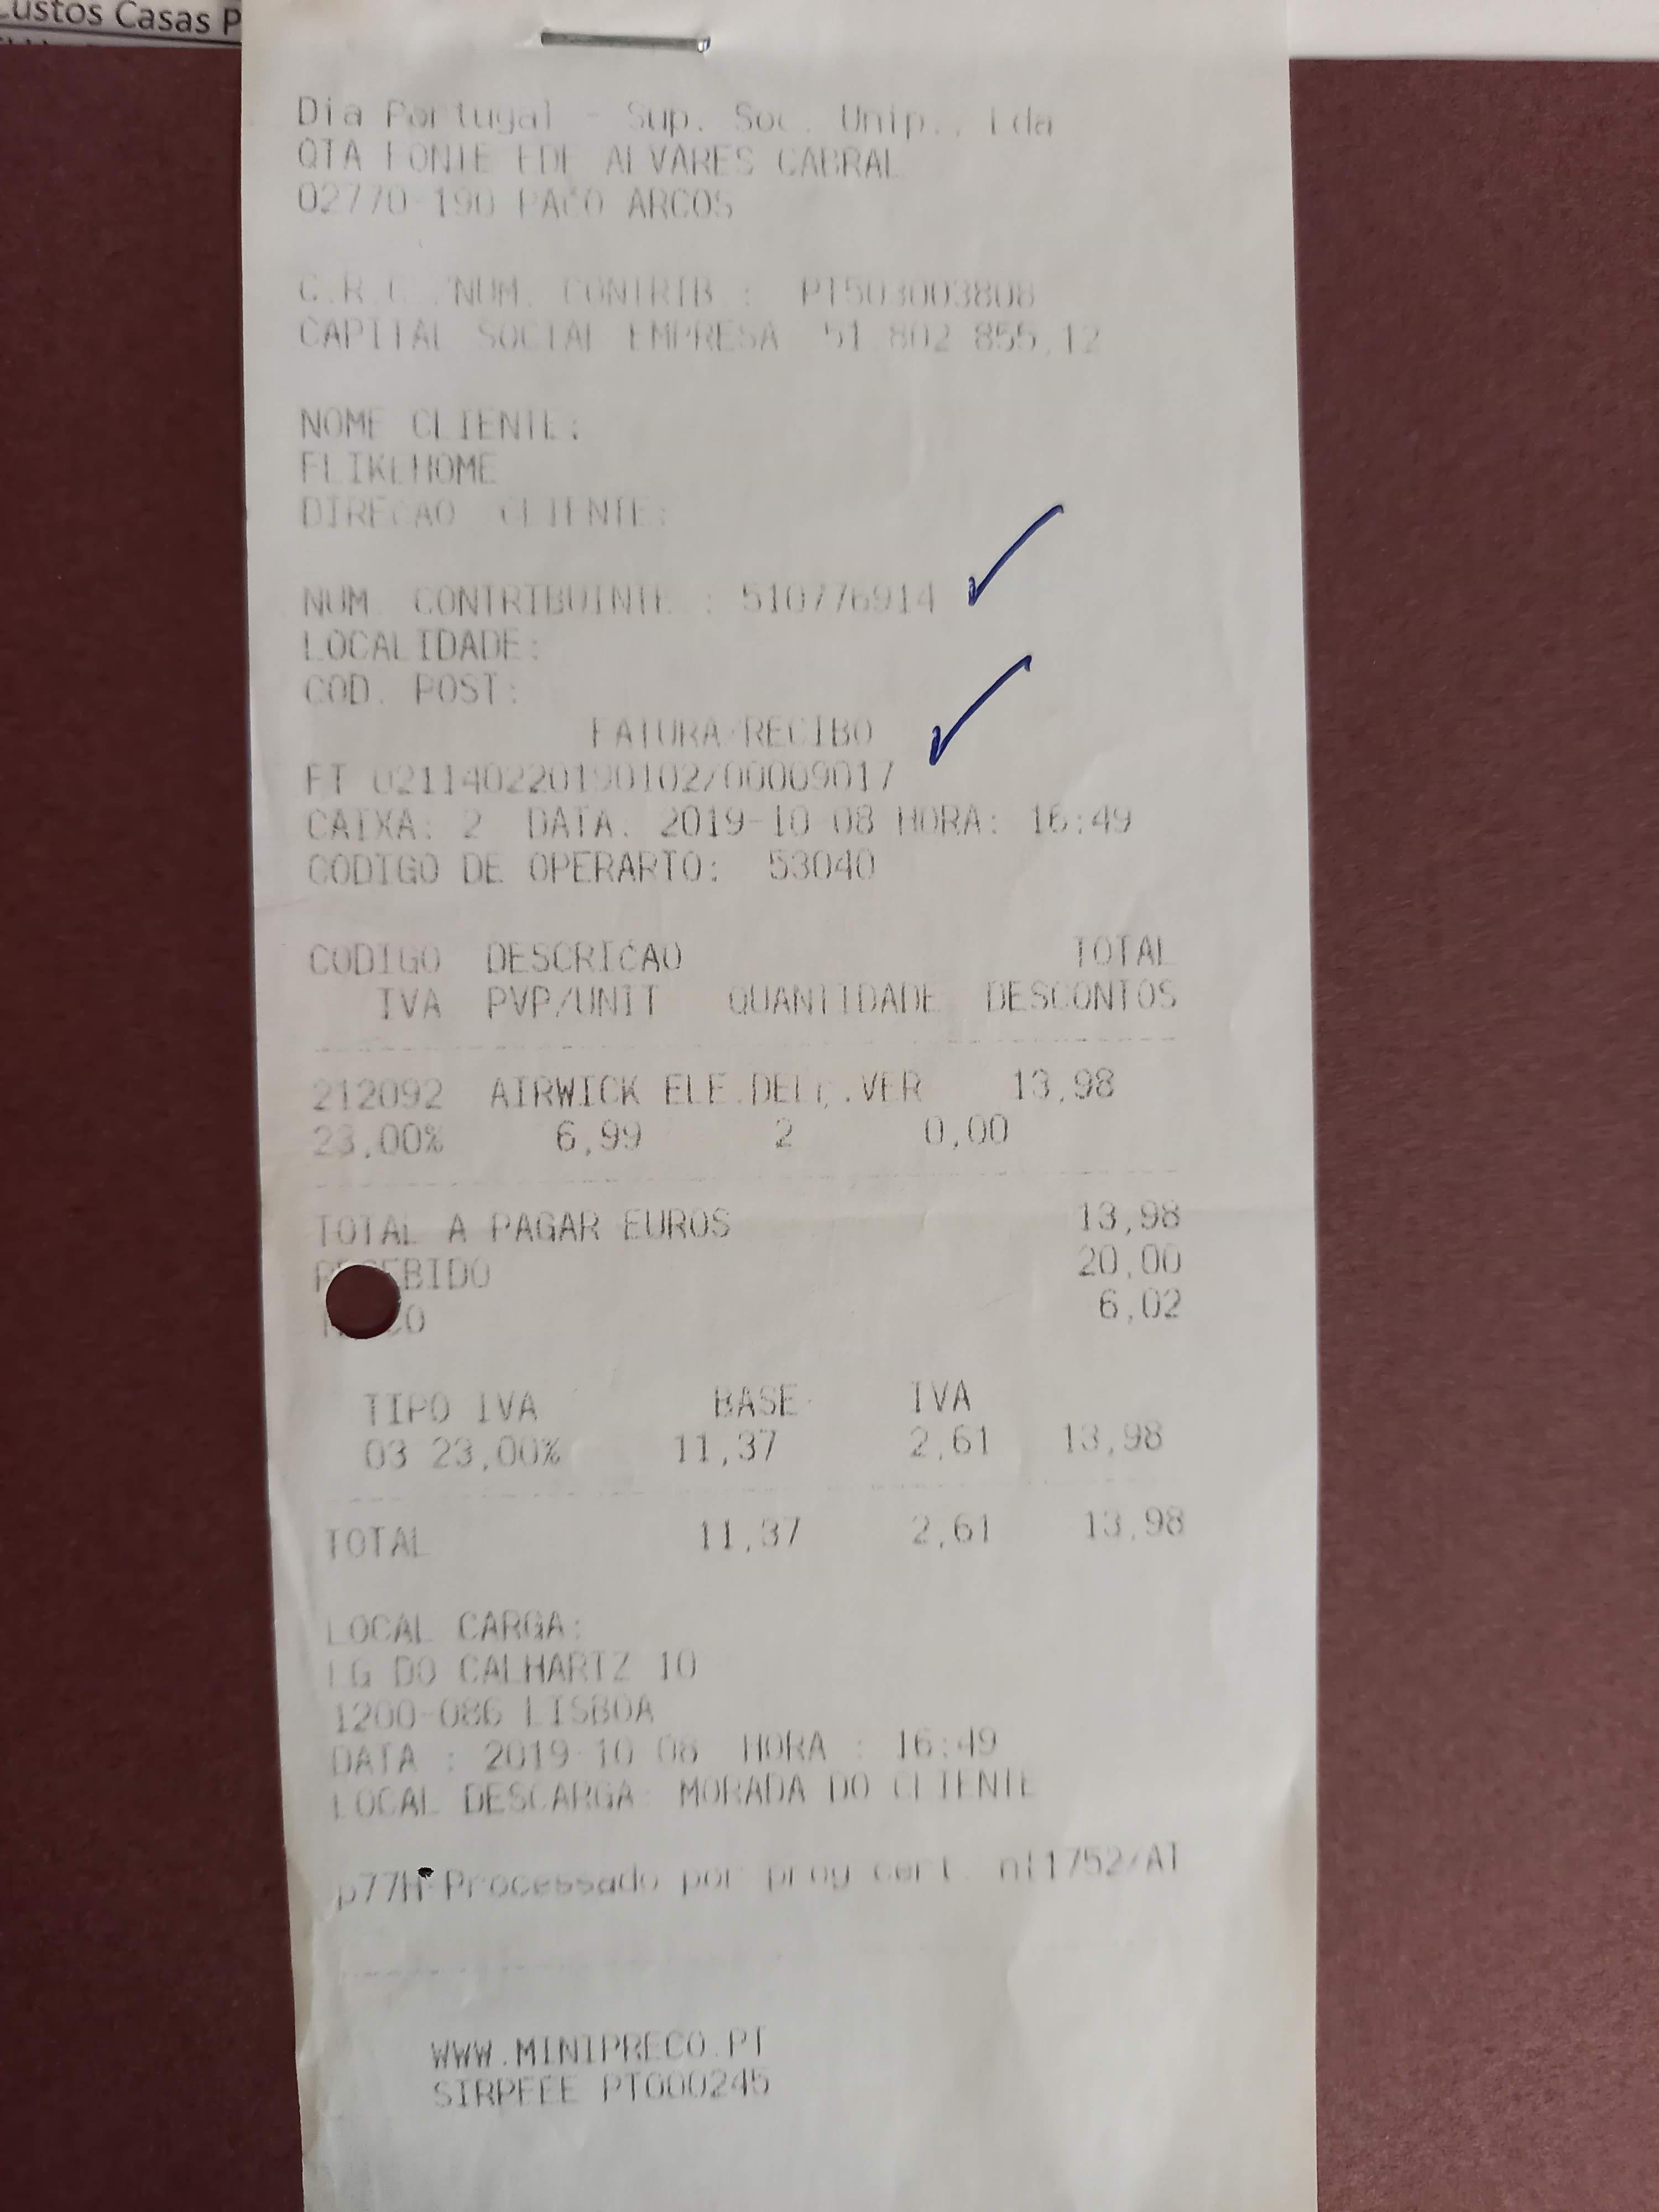 Custos Casas P
Dia Portugal - Sup. Soc. Unip., Lda
QTA FONTE EDF ALVARES CABRAL
02770-190 PACO ARCOS
C.R.C./NUM. CONTRIB : PT503003808
CAPITAL SOCIAL EMPRESA 51.802.855,12
NOME CLIENTE:
FLIKEHOME
DIRECAO CLIENTE:
NUM. CONTRIBUINTE : 510776914
LOCALIDADE:
COD. POST:
FATURA/RECIBO
FT 021140220190102/00009017
CAIXA: 2 DATA: 2019-10-08 HORA: 16:49
CODIGO DE OPERARIO: 53040
CODIGO DESCRICAO TOTAL
IVA PVP/UNIT QUANTIDADE DESCONTOS
212092 AIRWICK ELE.DELÇ.VER 13,98
23,00% 6,99 2 0,00
TOTAL A PAGAR EUROS 13,98
RECEBIDO 20,00
6,02
TIPO IVA BASE IVA
03 23,00% 11,37 2,61 13,98
TOTAL 11,37 2,61 13,98
LOCAL CARGA:
LG DO CALHARIZ 10
1200-086 LISBOA
DATA : 2019-10-08 HORA : 16:49
LOCAL DESCARGA: MORADA DO CLIENTE
p77H-Processado por prog cert. n[1752/AT
WWW.MINIPRECO.PT
SIRPEEE PT000245